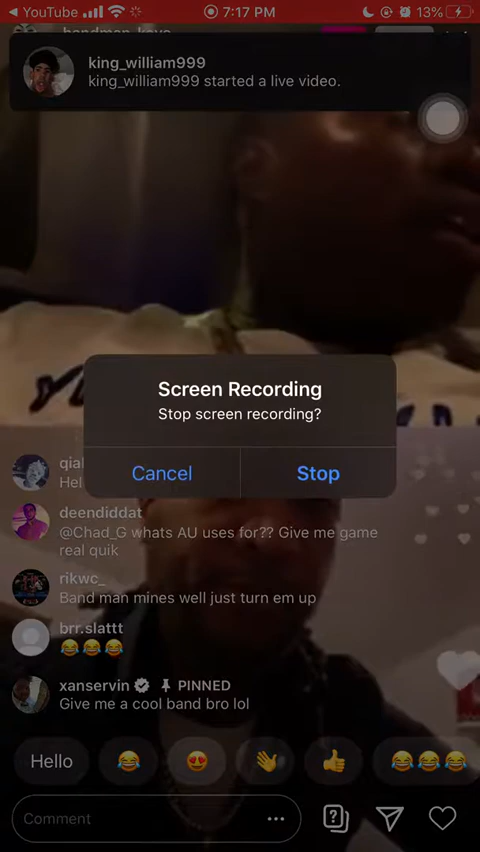 YouTube
7:17 PM
13%
king_william999
king_william999 started a live video.
Screen Recording
Stop screen recording?
Cancel
Stop
qial
Hel
deendiddat
@Chad_G whats AU uses for?? Give me game
real quik
rikwc_
Band man mines well just turn em up
brr.slattt
😂😂😂
xanservin PINNED
Give me a cool band bro lol
Hello 😂 😍 👋 👍 😂😂😂
Comment